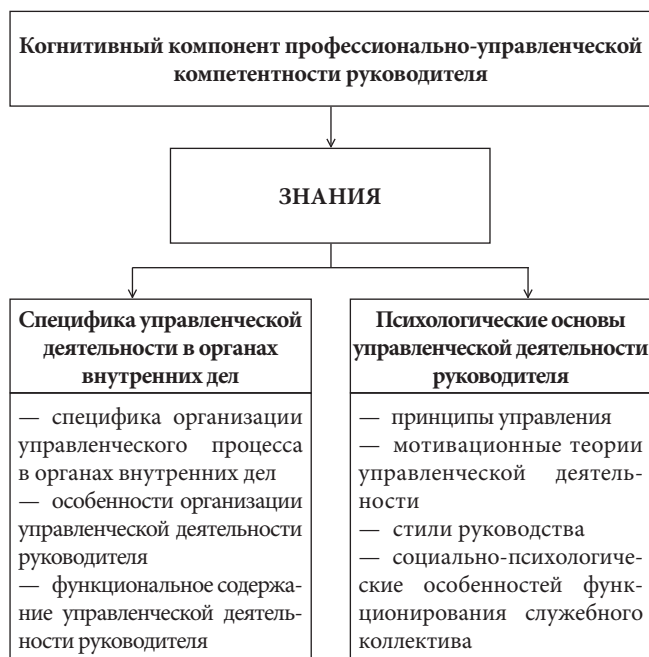 Когнитивный компонент профессионально-управленческой
компетентности руководителя
ЗНАНИЯ
Специфика управленческой
деятельности в органах
внутренних дел
— специфика организации
управленческого процесса
в органах внутренних дел
— особенности организации
управленческой деятельности
руководителя
— функциональное содержа-
ние управленческой деятель-
ности руководителя
Психологические основы
управленческой деятельности
руководителя
— принципы управления
— мотивационные теории
управленческой деятель-
ности
— стили руководства
— социально-психологиче-
ские особенностей функ-
ционирования служебного
коллектива